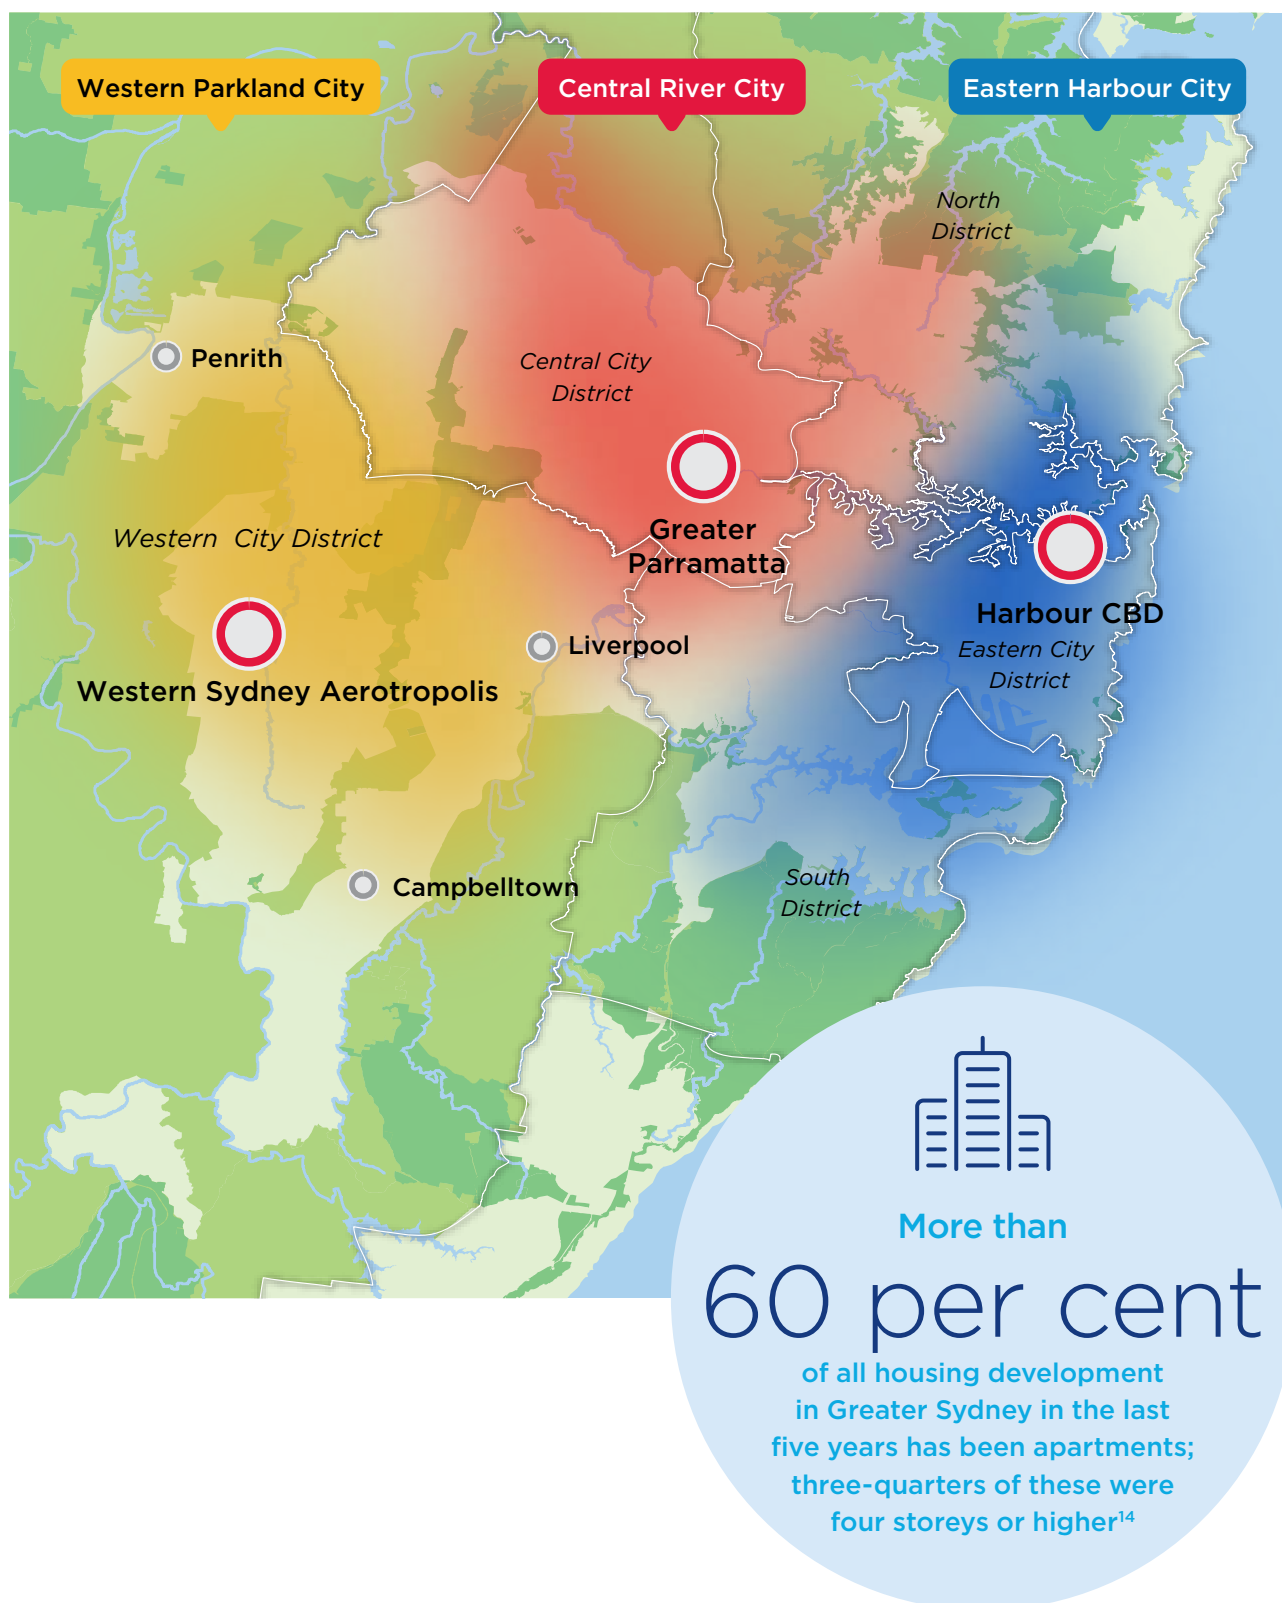 Western Parkland City
Central River City
Eastern Harbour City
North
District
Penrith
Central City
District
Western City District
Greater
Parramatta
Harbour CBD
Eastern City
District
Liverpool
Western Sydney Aerotropolis
Campbelltown
South
District
More than
60 per cent
of all housing development
in Greater Sydney in the last
five years has been apartments;
three-quarters of these were
four storeys or higher¹⁴